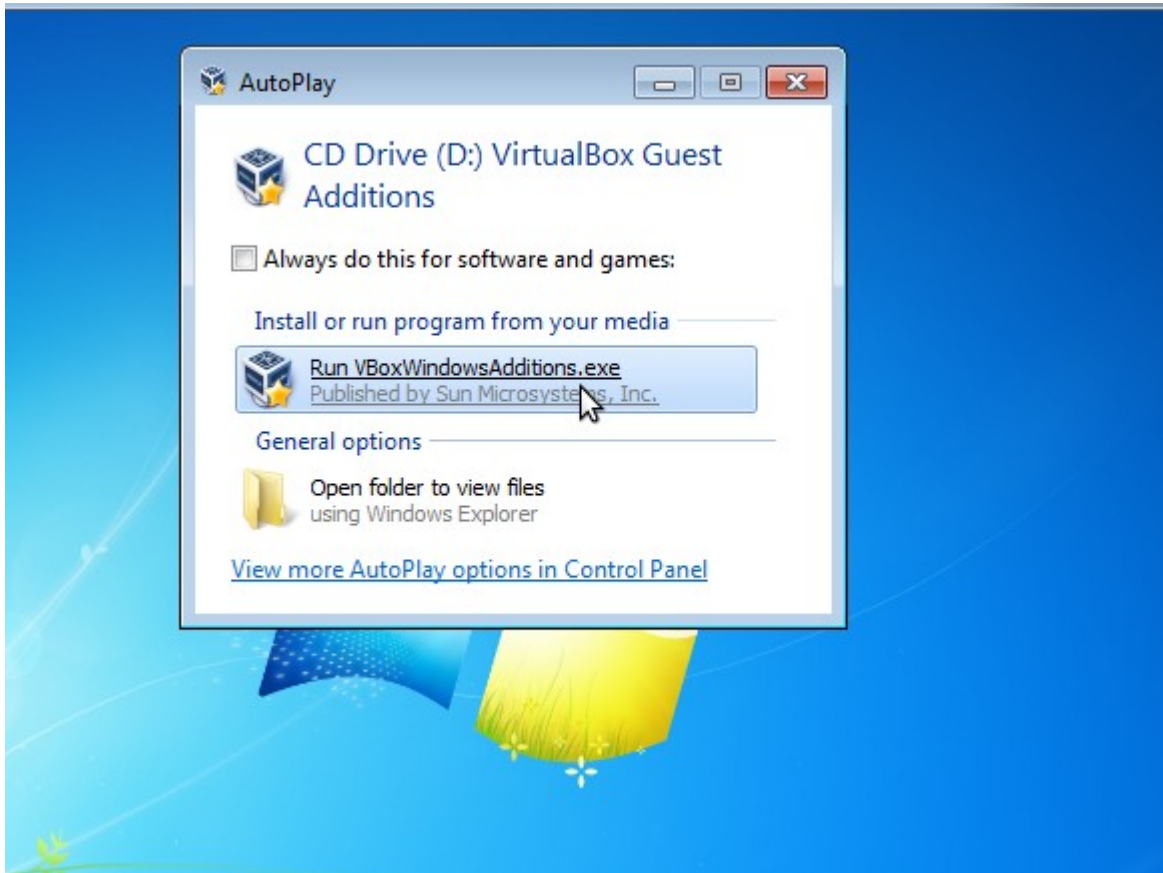 AutoPlay
CD Drive (D:) VirtualBox Guest
Additions
Always do this for software and games:
Install or run program from your media
Run VBoxWindowsAdditions.exe
Published by Sun Microsystems, Inc.
General options
Open folder to view files
using Windows Explorer
View more AutoPlay options in Control Panel